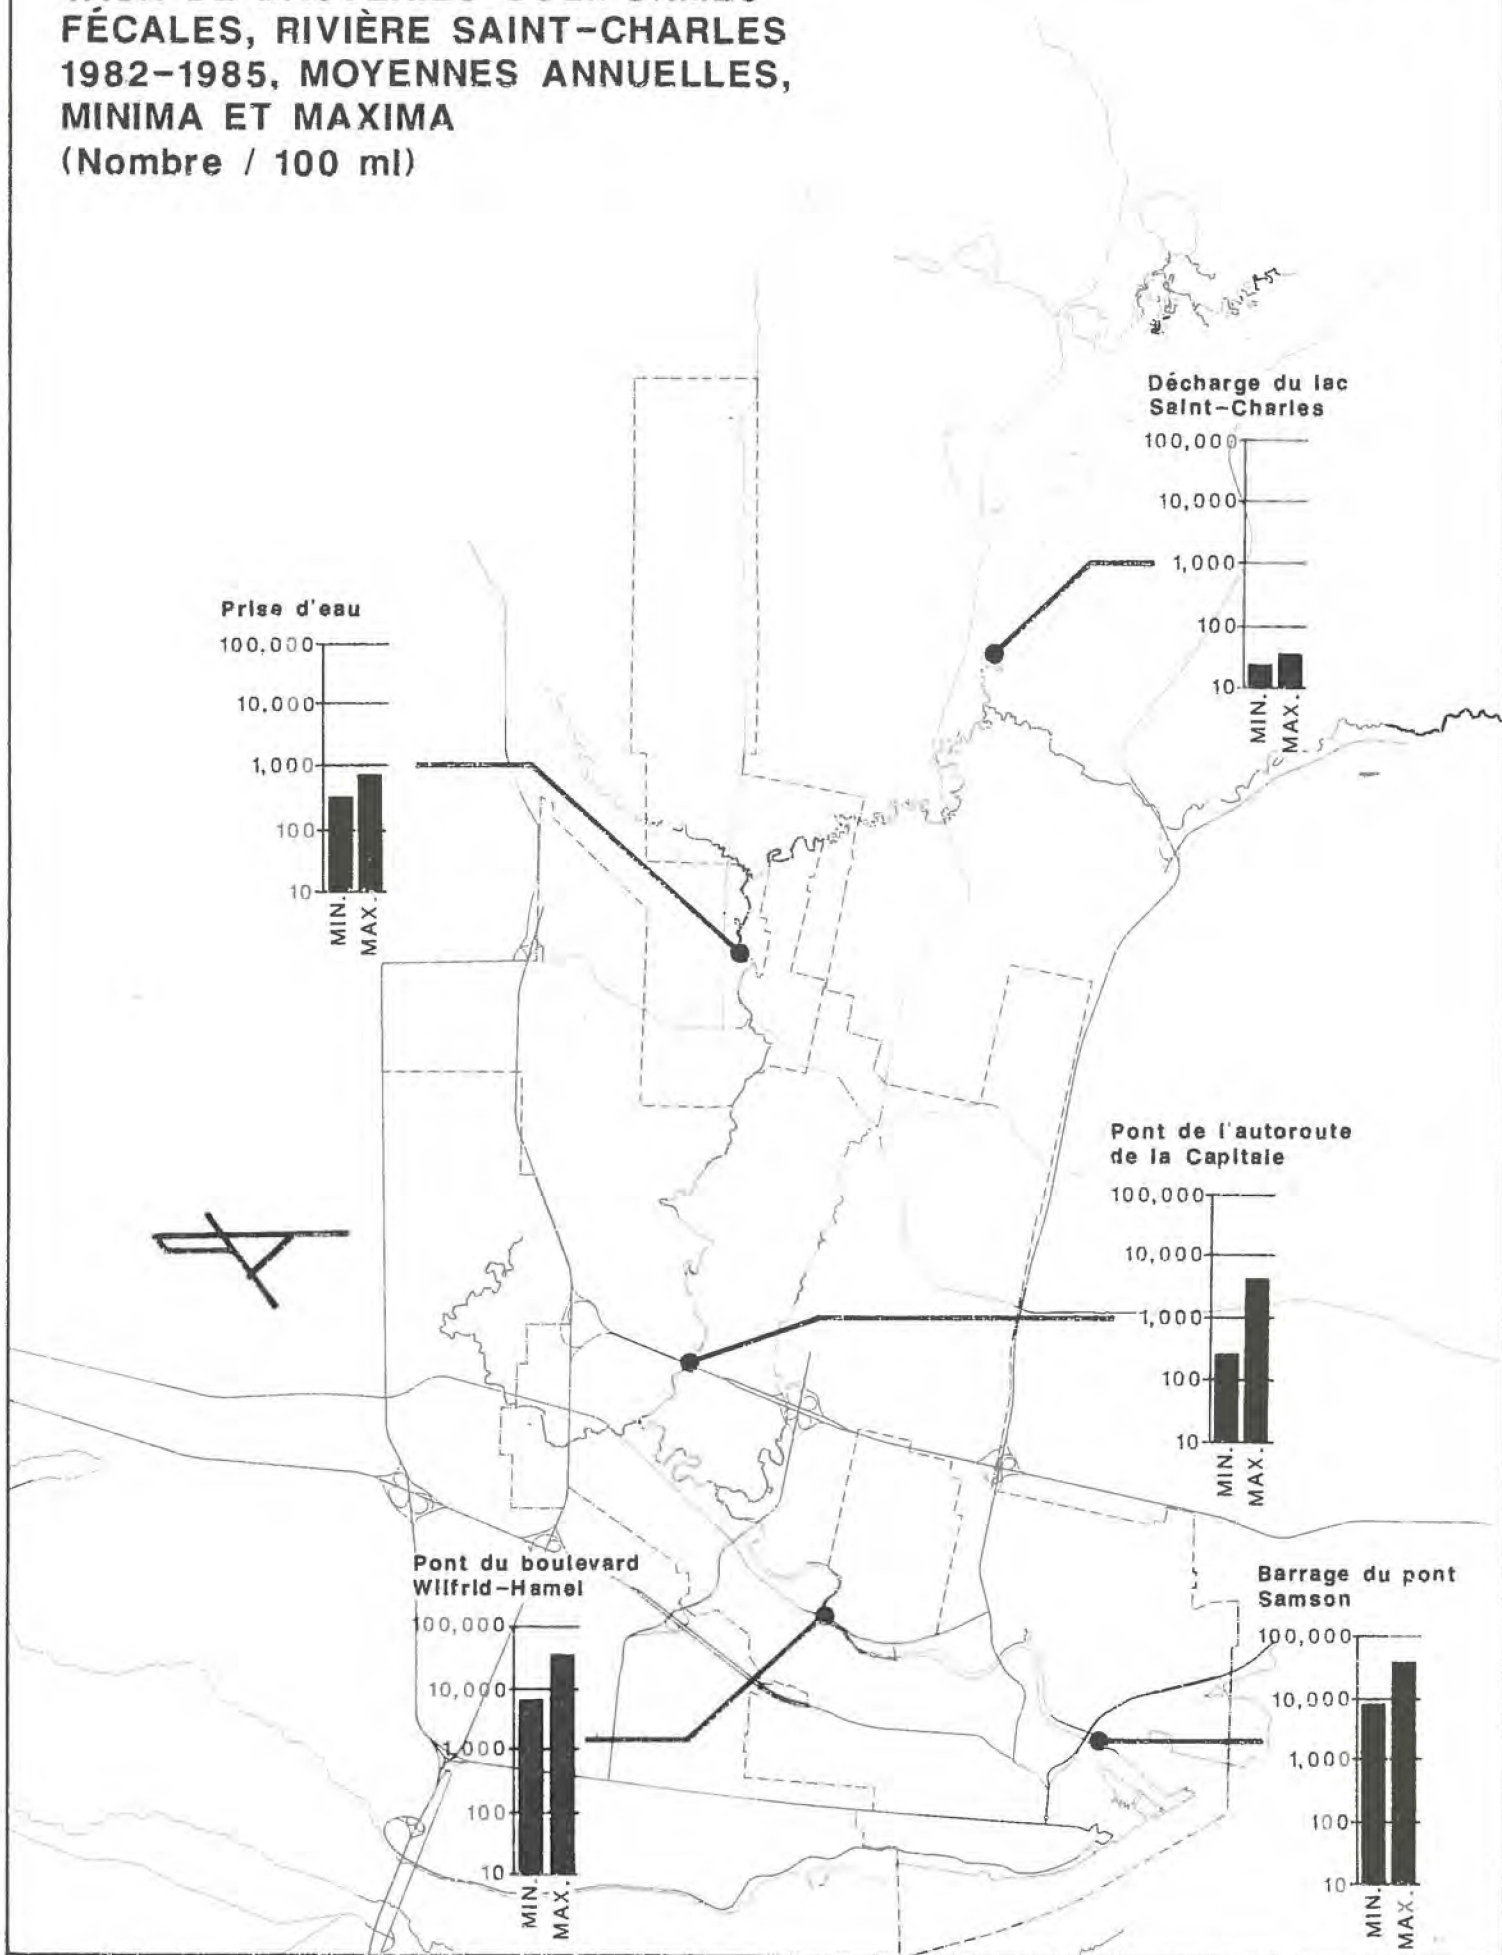 FÉCALES, RIVIÈRE SAINT-CHARLES
1982-1985, MOYENNES ANNUELLES,
MINIMA ET MAXIMA
(Nombre / 100 ml)
Décharge du lac
Saint-Charles
100,000
10,000
1,000
100
10
MIN.
MAX.
Prise d'eau
100,000
10,000
1,000
100
10
MIN.
MAX.
Pont de l'autoroute
de la Capitale
100,000
10,000
1,000
100
10
MIN.
MAX.
Pont du boulevard
Wilfrid-Hamel
100,000
10,000
1,000
100
10
MIN.
MAX.
Barrage du pont
Samson
100,000
10,000
1,000
100
10
MIN.
MAX.